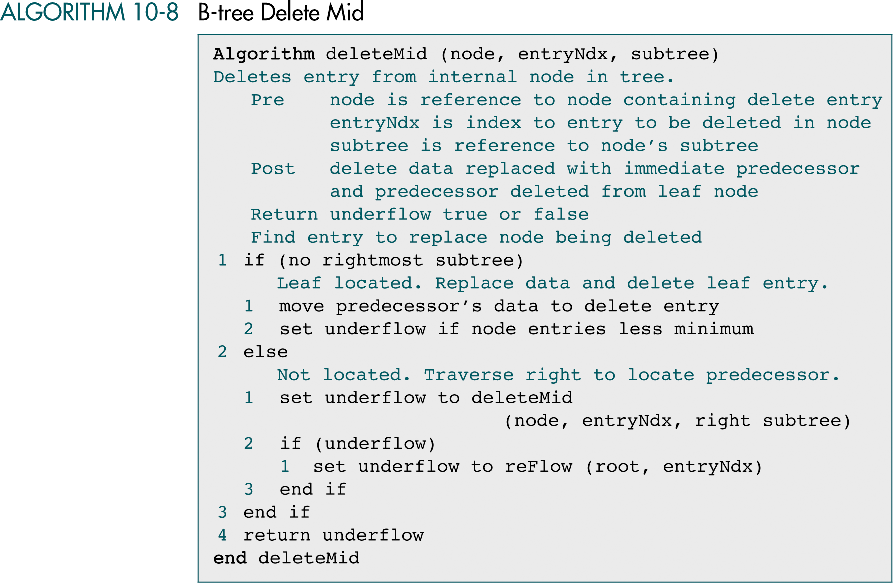 ALGORITHM 10-8 B-tree Delete Mid
Algorithm deleteMid (node, entryNdx, subtree)
Deletes entry from internal node in tree.
Pre node is reference to node containing delete entry
entryNdx is index to entry to be deleted in node
subtree is reference to node’s subtree
Post delete data replaced with immediate predecessor
and predecessor deleted from leaf node
Return underflow true or false
Find entry to replace node being deleted
1 if (no rightmost subtree)
Leaf located. Replace data and delete leaf entry.
1 move predecessor’s data to delete entry
2 set underflow if node entries less minimum
2 else
Not located. Traverse right to locate predecessor.
1 set underflow to deleteMid
(node, entryNdx, right subtree)
2 if (underflow)
1 set underflow to reFlow (root, entryNdx)
3 end if
3 end if
4 return underflow
end deleteMid